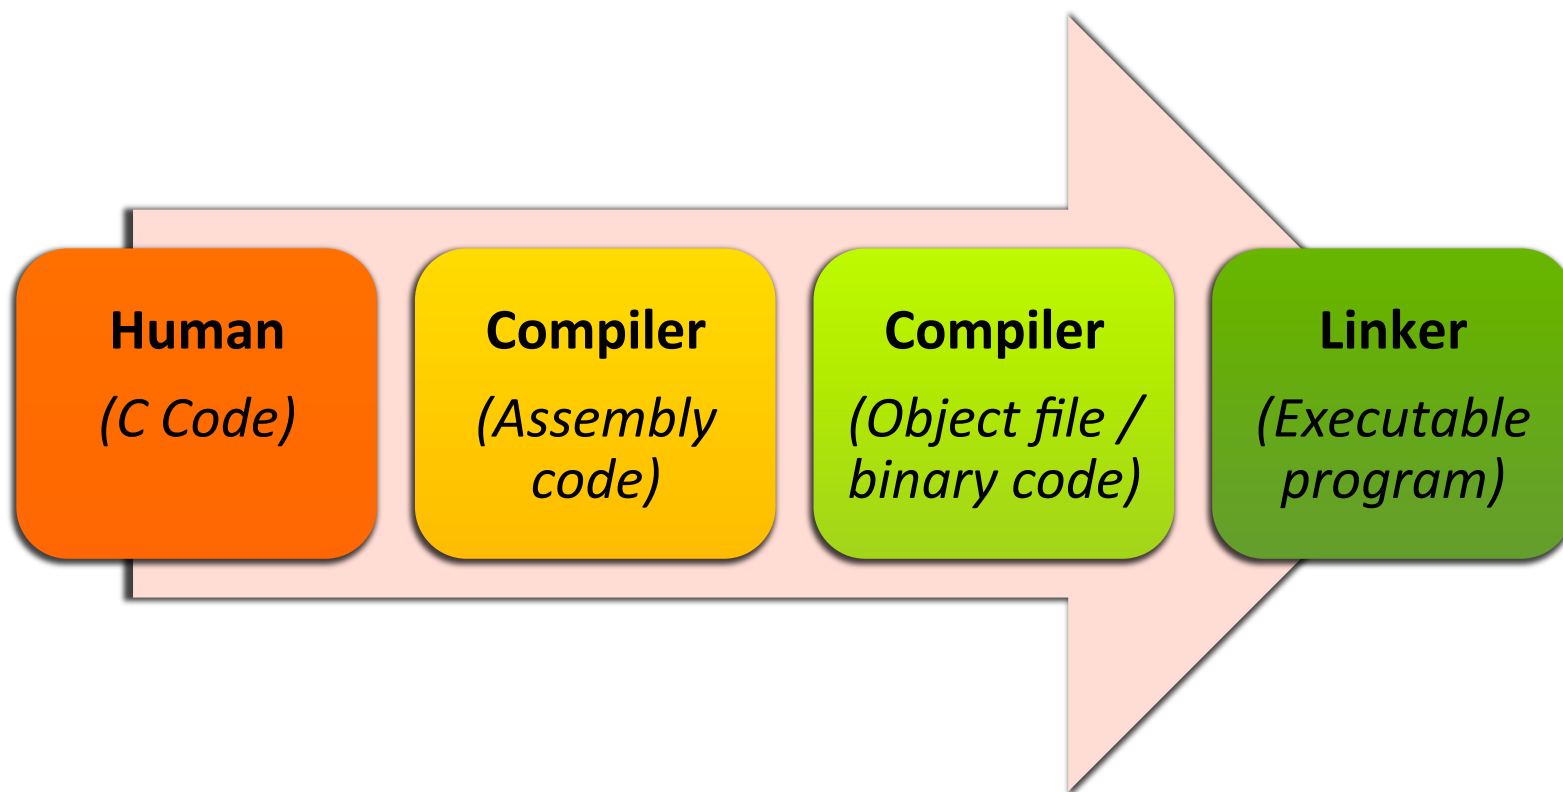 Human
(C Code)
Compiler
(Assembly
code)
Compiler
(Object file /
binary code)
Linker
(Executable
program)